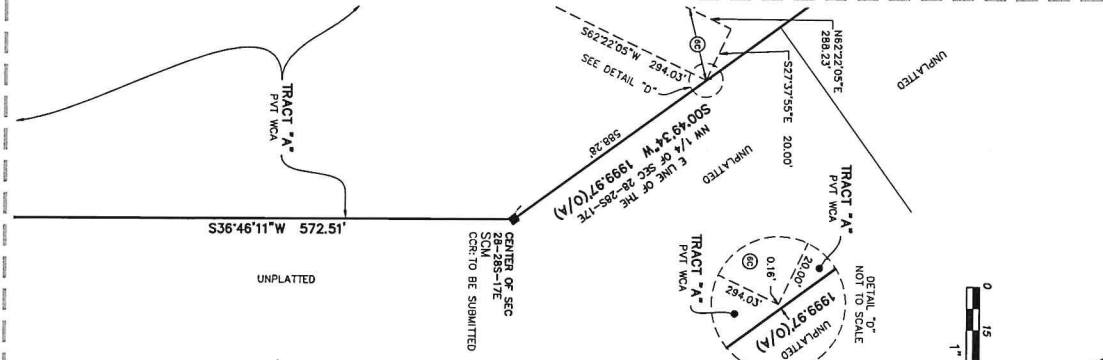 TRACT "A"
PVT WCA
S36°46'11"W 572.51'
UNPLATTED
CENTER OF SEC
28-28S-17E
SCM
CCR: TO BE SUBMITTED
588.28'
S00°49'34"W 1999.97'(O/A)
E LINE OF THE
NW 1/4 OF SEC 28-28S-17E
UNPLATTED
S62°22'05"W 294.03'
SEE DETAIL "D"
6C
N62°22'05"E
288.23'
S27°37'55"E 20.00'
UNPLATTED
TRACT "A"
PVT WCA
TRACT "A"
PVT WCA
6C
0.16'
20.00'
294.03'
1999.97'(O/A)
UNPLATTED
DETAIL "D"
NOT TO SCALE
0 15
1"